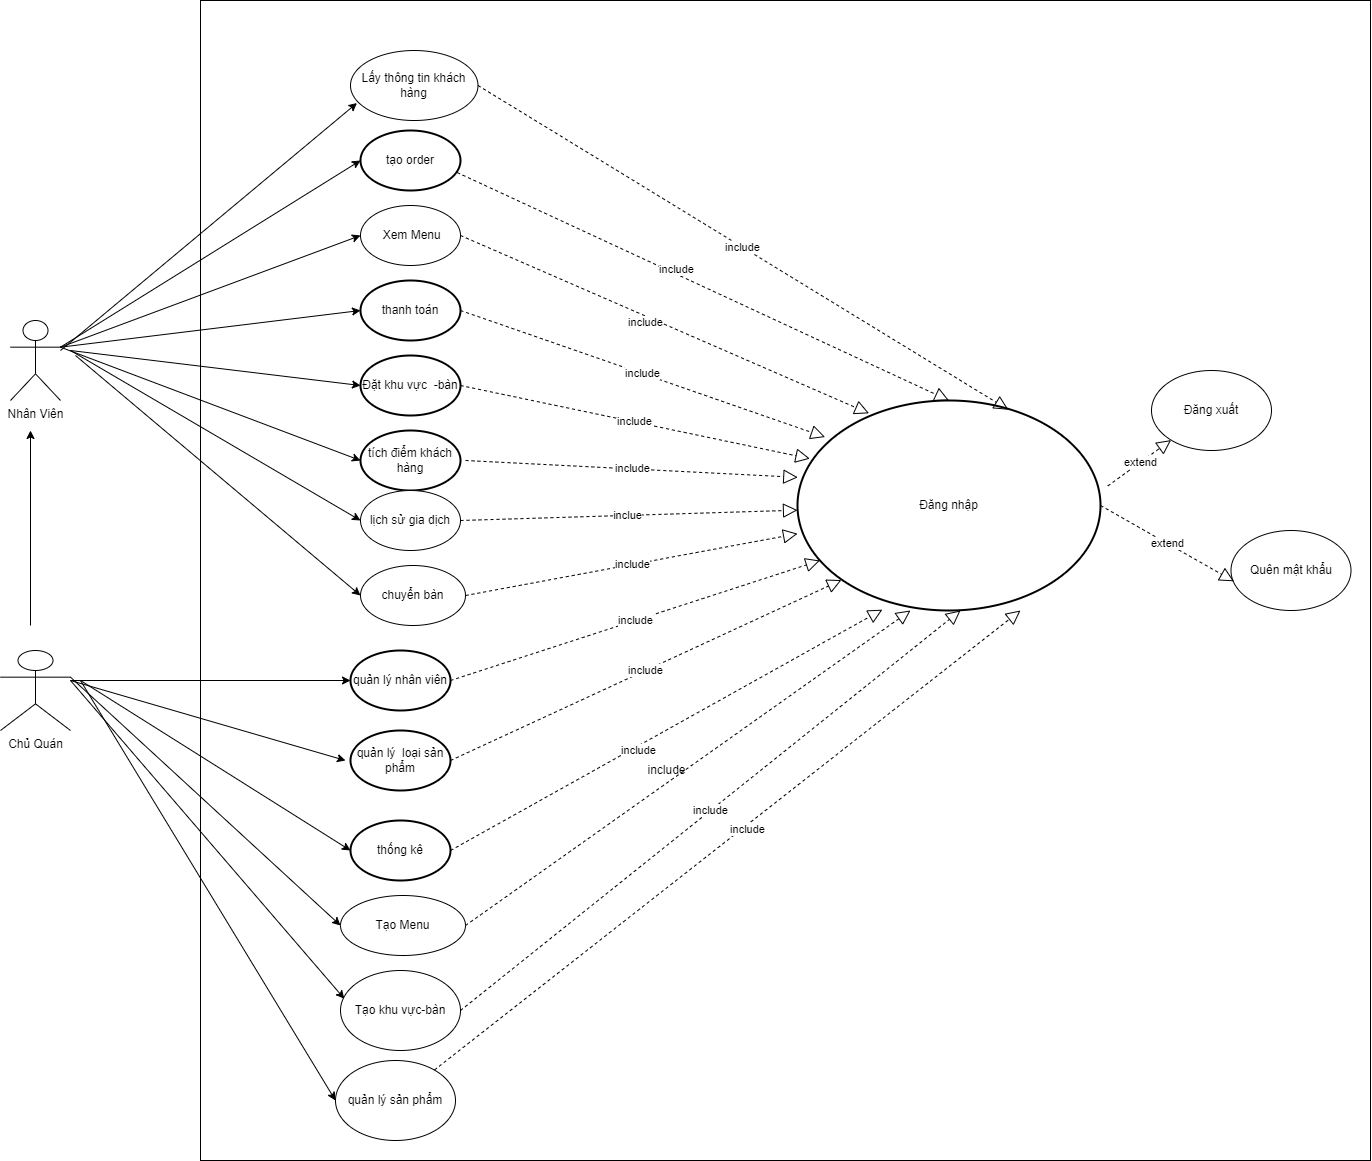 Lấy thông tin khách
hàng
tạo order
include
Xem Menu
include
thanh toán
include
Nhân Viên
Đặt khu vực -bàn
include
include
Đăng xuất
tích điểm khách
hàng
include
extend
lịch sử gia dịch
inclue
Đăng nhập
extend
chuyển bàn
include
Quên mật khẩu
include
quản lý nhân viên
include
Chủ Quán
quản lý loại sản
phẩm
include
include
thống kê
include
include
Tạo Menu
Tạo khu vực-bàn
quản lý sản phẩm